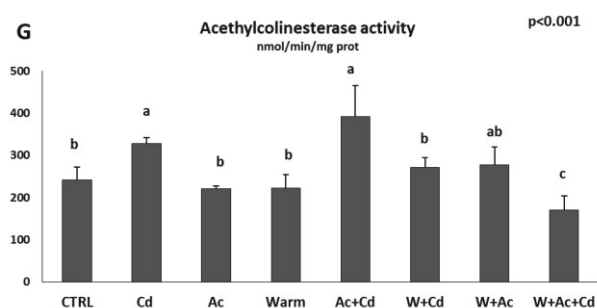 G
Acethylcolinesterase activity
nmol/min/mg prot
p<0.001
500
400
300
200
100
0
b
a
b
b
a
b
ab
c
CTRL Cd Ac Warm Ac+Cd W+Cd W+Ac W+Ac+Cd